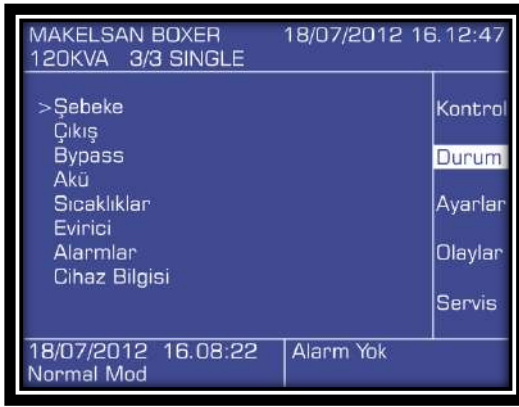 MAKELSAN BOXER 18/07/2012 16.12:47
120KVA 3/3 SINGLE
>Şebeke
Çıkış
Bypass
Akü
Sıcaklıklar
Evirici
Alarmlar
Cihaz Bilgisi
Kontrol
Durum
Ayarlar
Olaylar
Servis
18/07/2012 16.08:22
Normal Mod
Alarm Yok